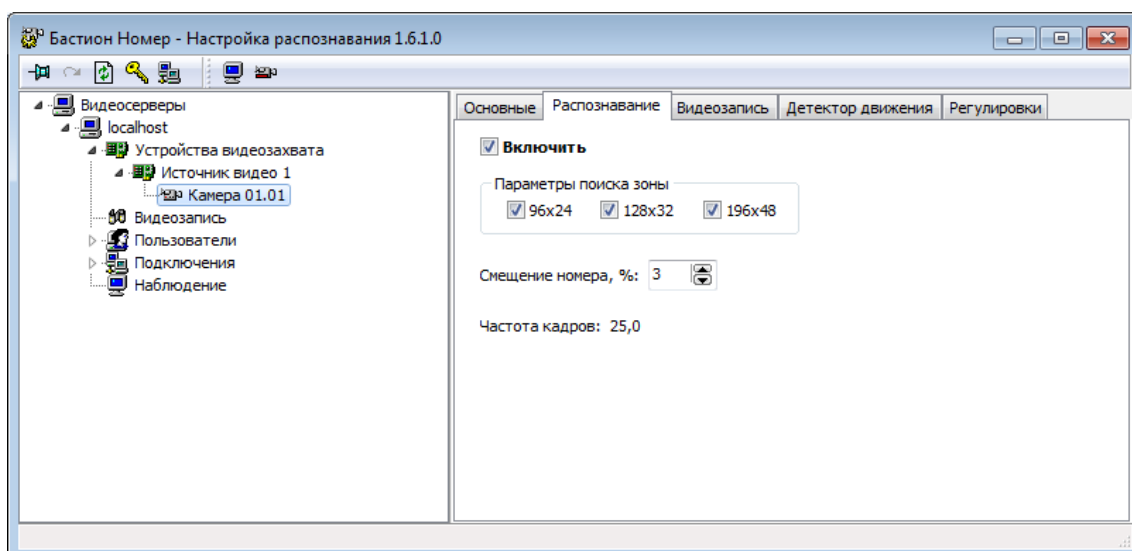 Бастион Номер - Настройка распознавания 1.6.1.0
Видеосерверы
localhost
Устройства видеозахвата
Источник видео 1
Камера 01.01
Видеозапись
Пользователи
Подключения
Наблюдение
Основные Распознавание Видеозапись Детектор движения Регулировки
Включить
Параметры поиска зоны
96x24 128x32 196x48
Смещение номера, %: 3
Частота кадров: 25,0